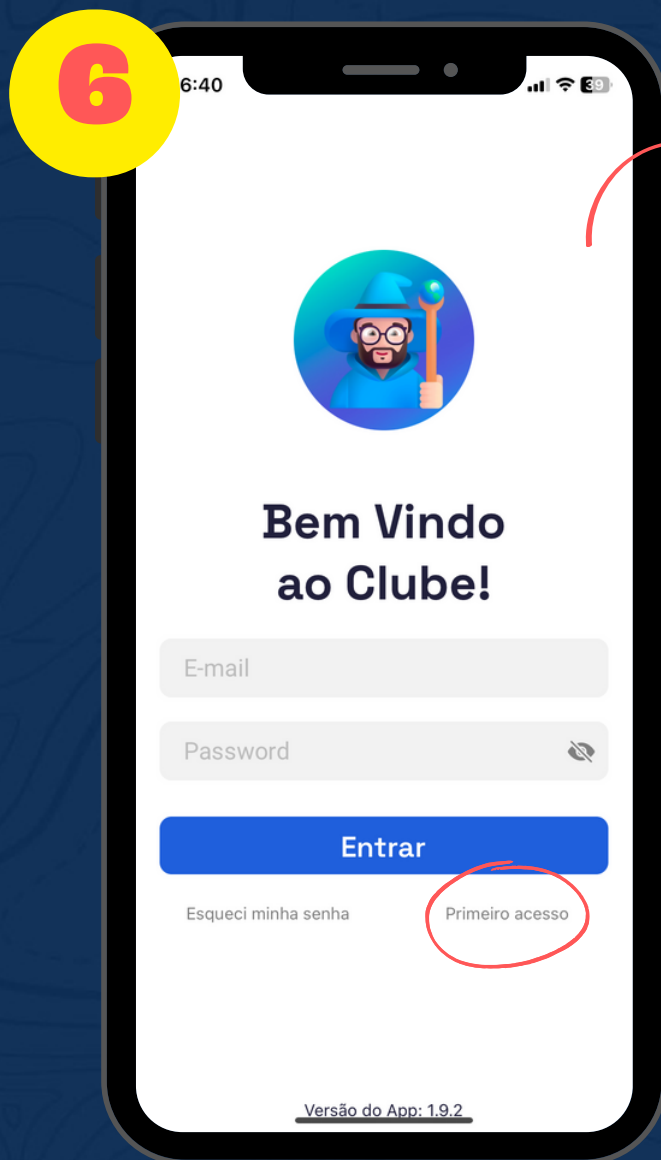 6
6:40
39
Bem Vindo
ao Clube!
E-mail
Password
Entrar
Esqueci minha senha
Primeiro acesso
Versão do App: 1.9.2